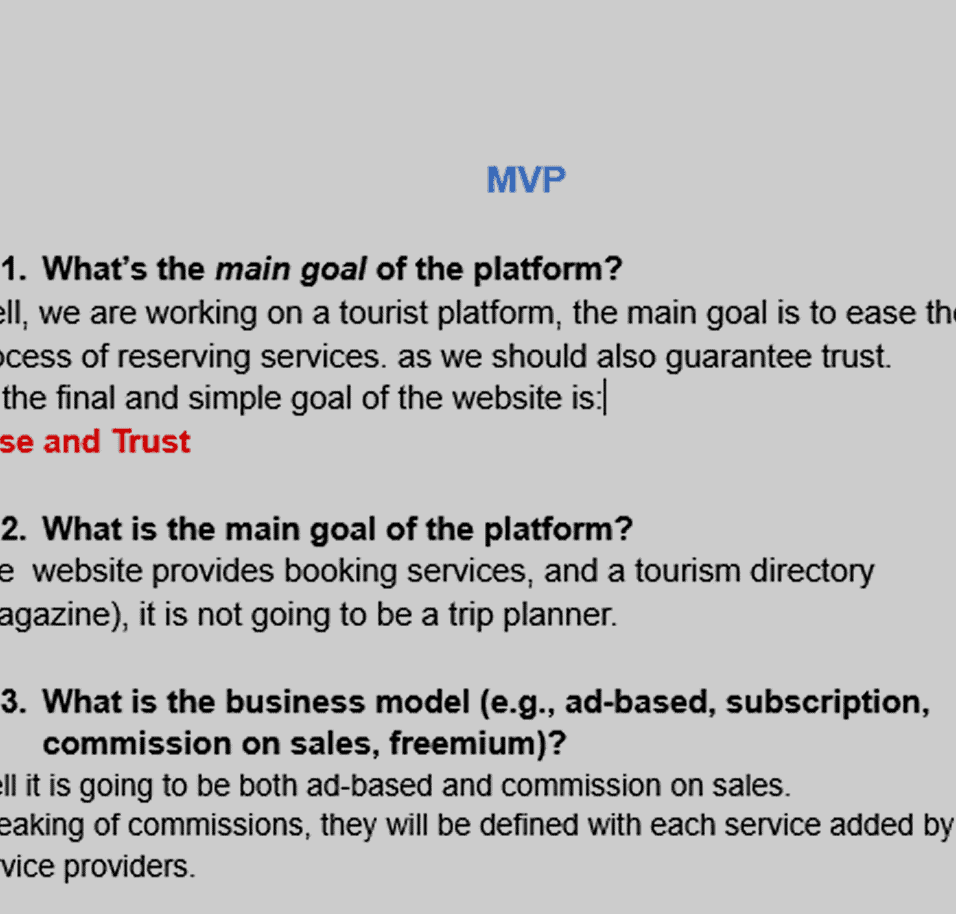 MVP
1. What's the main goal of the platform?
ell, we are working on a tourist platform, the main goal is to ease the
ocess of reserving services. as we should also guarantee trust.
the final and simple goal of the website is:
se and Trust
2. What is the main goal of the platform?
e website provides booking services, and a tourism directory
agazine), it is not going to be a trip planner.
3. What is the business model (e.g., ad-based, subscription,
commission on sales, freemium)?
ell it is going to be both ad-based and commission on sales.
eaking of commissions, they will be defined with each service added by
vice providers.